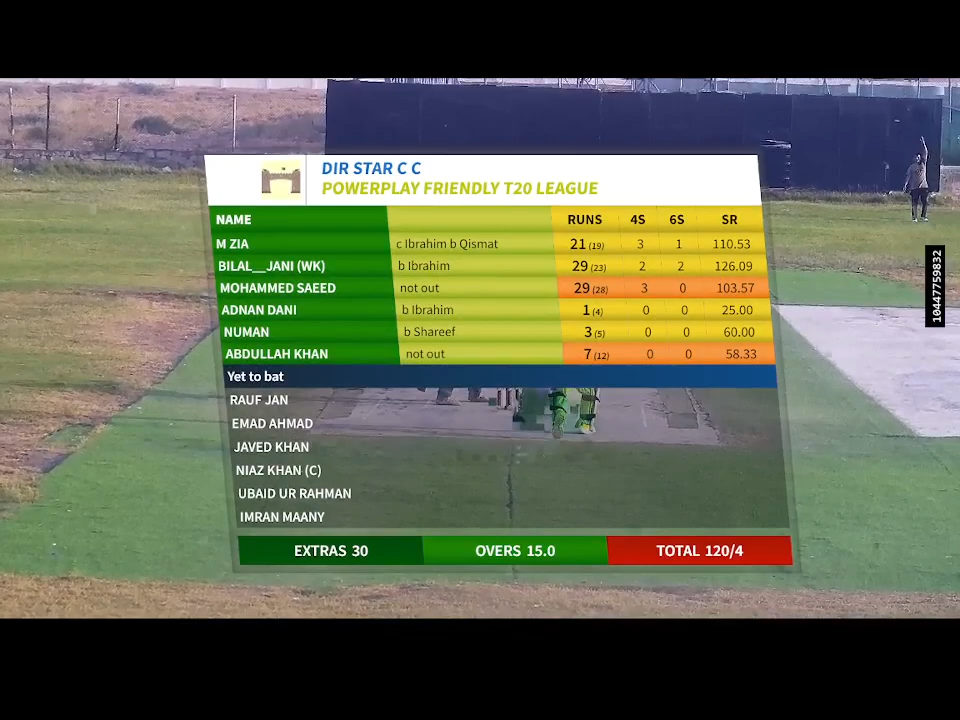 DIR STAR C C
POWERPLAY FRIENDLY T20 LEAGUE
NAME RUNS 4S 6S SR
M ZIA c Ibrahim b Qismat 21 (19) 3 1 110.53
BILAL__JANI (WK) b Ibrahim 29 (23) 2 2 126.09
MOHAMMED SAEED not out 29 (28) 3 0 103.57
ADNAN DANI b Ibrahim 1 (4) 0 0 25.00
NUMAN b Shareef 3 (5) 0 0 60.00
ABDULLAH KHAN not out 7 (12) 0 0 58.33
Yet to bat
RAUF JAN
EMAD AHMAD
JAVED KHAN
NIAZ KHAN (C)
UBAID UR RAHMAN
IMRAN MAANY
EXTRAS 30 OVERS 15.0 TOTAL 120/4
10447759832